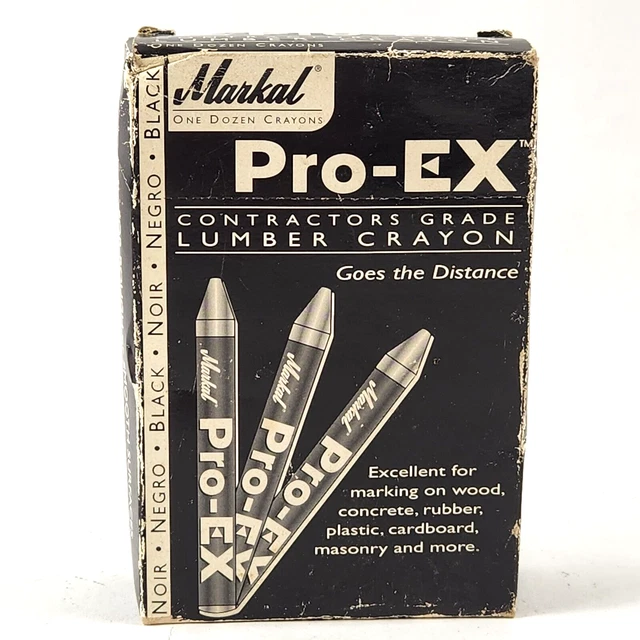 ONE DOZEN CRAYONS
Markal®
ONE DOZEN CRAYONS
Pro-EX™
CONTRACTORS GRADE
LUMBER CRAYON
Goes the Distance
NOIR • NEGRO • BLACK • NOIR • NEGRO • BLACK
Markal Pro-EX
Markal Pro-EX
Markal Pro-EX
Excellent for
marking on wood,
concrete, rubber,
plastic, cardboard,
masonry and more.